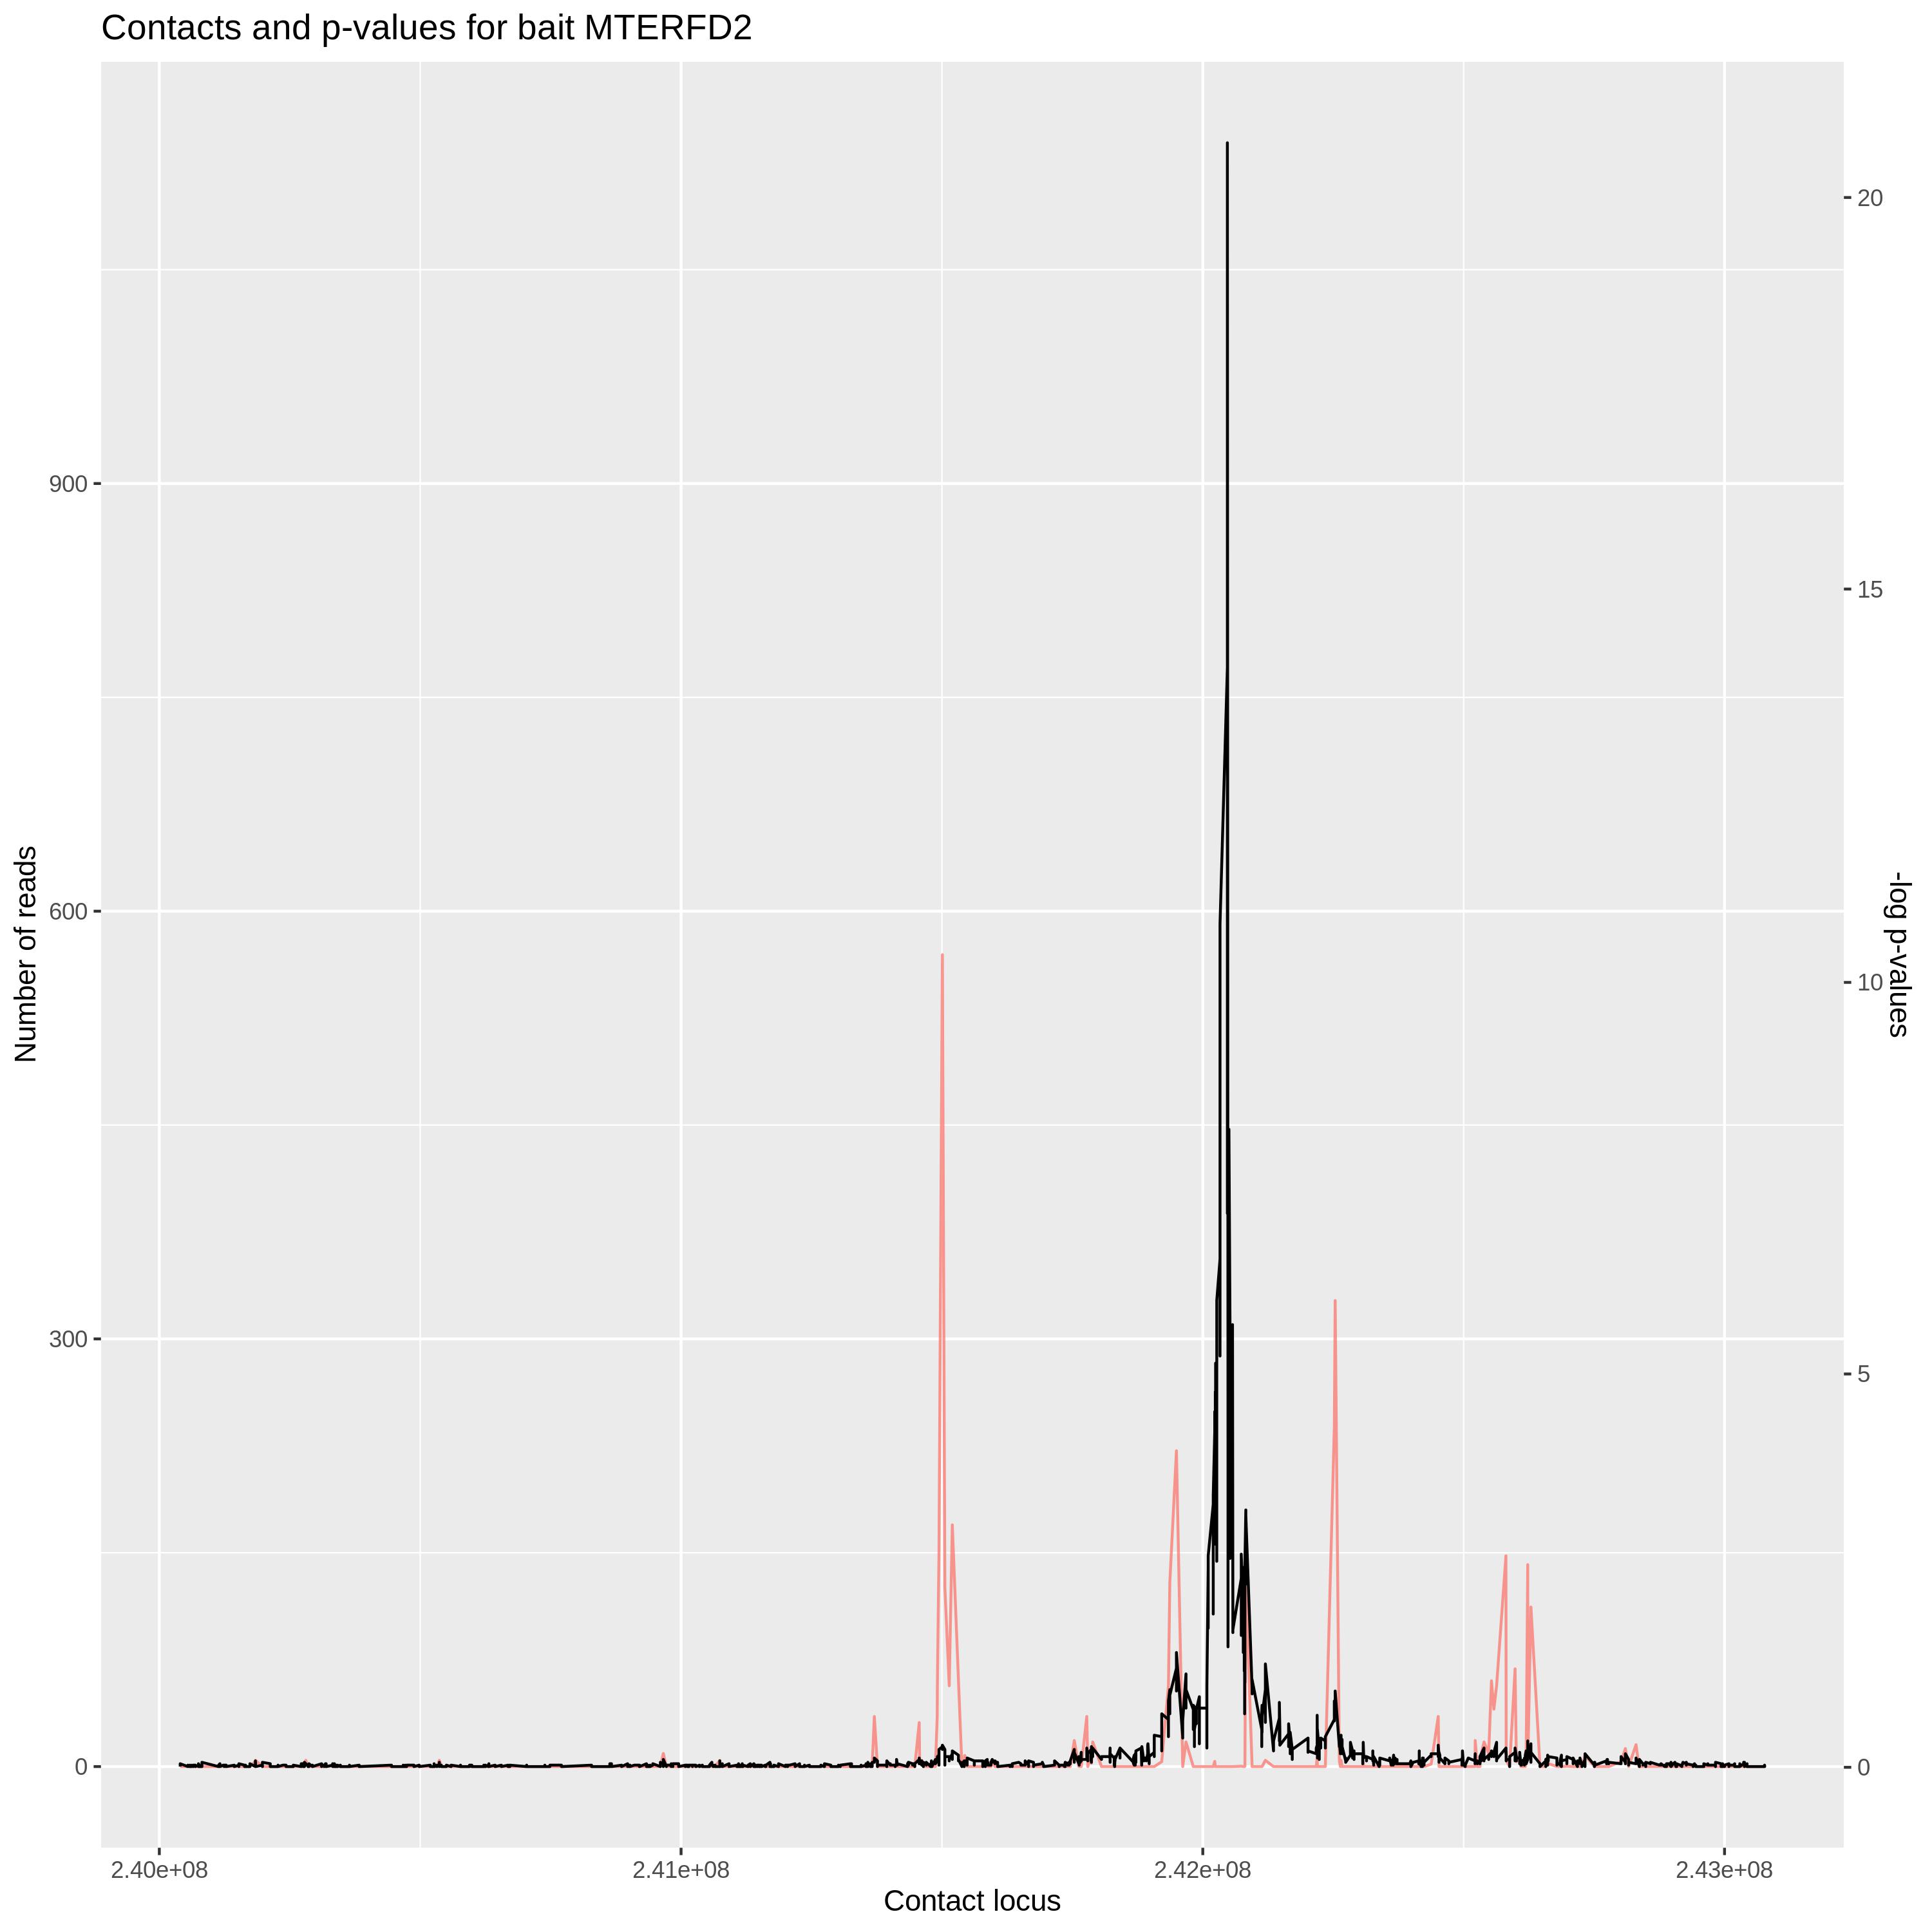 Contacts and p-values for bait MTERFD2
Number of reads
900
600
300
0
20
15
10
5
0
-log p-values
2.40e+08
2.41e+08
2.42e+08
2.43e+08
Contact locus